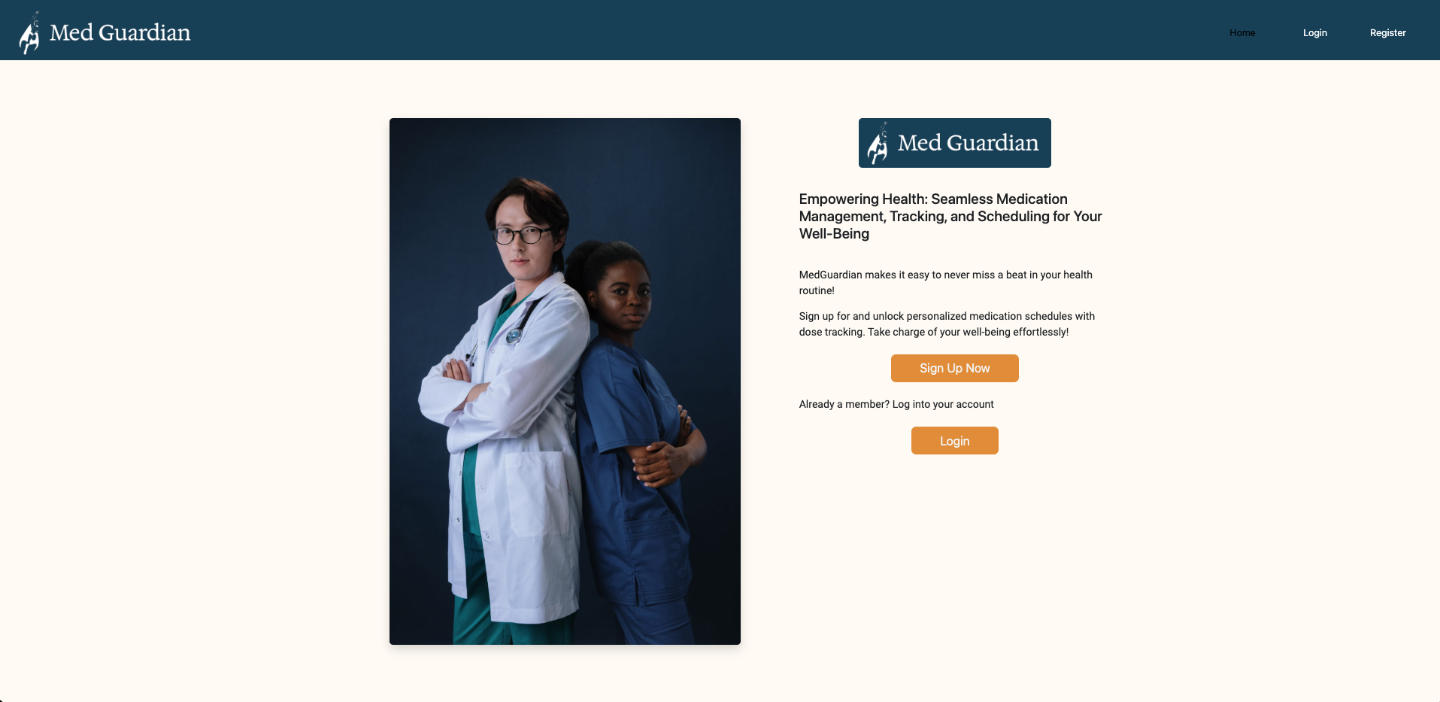 Med Guardian
Home
Login
Register
Med Guardian
Empowering Health: Seamless Medication
Management, Tracking, and Scheduling for Your
Well-Being
MedGuardian makes it easy to never miss a beat in your health
routine!
Sign up for and unlock personalized medication schedules with
dose tracking. Take charge of your well-being effortlessly!
Sign Up Now
Already a member? Log into your account
Login